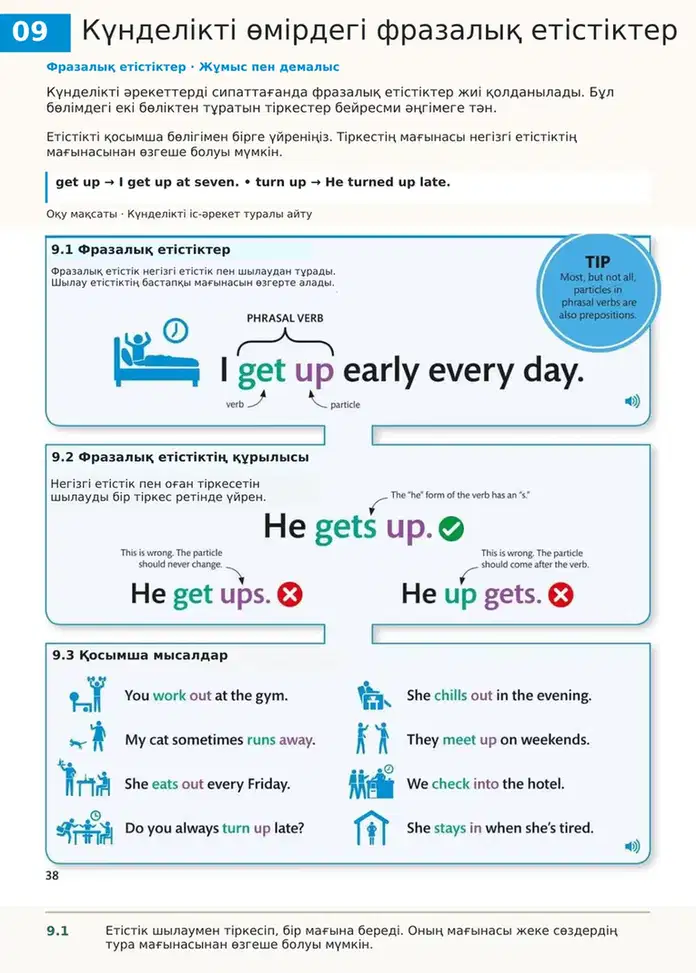 09 Күнделікті өмірдегі фразалық етістіктер
Фразалық етістіктер · Жұмыс пен демалыс
Күнделікті әрекеттерді сипаттағанда фразалық етістіктер жиі қолданылады. Бұл
бөлімдегі екі бөліктен тұратын тіркестер бейресми әңгімеге тән.
Етістікті қосымша бөлігімен бірге үйреніңіз. Тіркестің мағынасы негізгі етістіктің
мағынасынан өзгеше болуы мүмкін.
get up → I get up at seven. • turn up → He turned up late.
Оқу мақсаты · Күнделікті іс-әрекет туралы айту
9.1 Фразалық етістіктер
Фразалық етістік негізгі етістік пен шылаудан тұрады.
Шылау етістіктің бастапқы мағынасын өзгерте алады.
TIP
Most, but not all,
particles in
phrasal verbs are
also prepositions.
PHRASAL VERB
I get up early every day.
verb
particle
9.2 Фразалық етістіктің құрылысы
Негізгі етістік пен оған тіркесетін
шылауды бір тіркес ретінде үйрен.
The "he" form of the verb has an "s."
He gets up.
This is wrong. The particle
should never change.
He get ups.
This is wrong. The particle
should come after the verb.
He up gets.
9.3 Қосымша мысалдар
You work out at the gym.
She chills out in the evening.
My cat sometimes runs away.
They meet up on weekends.
She eats out every Friday.
We check into the hotel.
Do you always turn up late?
She stays in when she's tired.
38
9.1 Етістік шылаумен тіркесіп, бір мағына береді. Оның мағынасы жеке сөздердің
тура мағынасынан өзгеше болуы мүмкін.